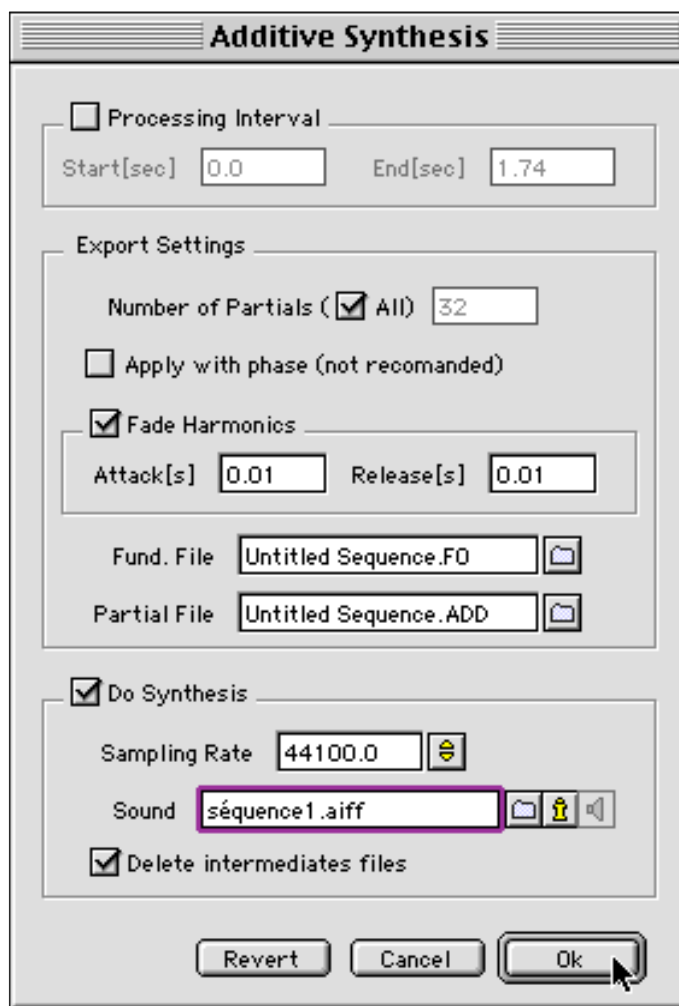 Additive Synthesis
Processing Interval
Start[sec] 0.0 End[sec] 1.74
Export Settings
Number of Partials ( All) 32
Apply with phase (not recomanded)
Fade Harmonics
Attack[s] 0.01 Release[s] 0.01
Fund. File Untitled Sequence.F0
Partial File Untitled Sequence.ADD
Do Synthesis
Sampling Rate 44100.0
Sound séquence1.aiff
Delete intermediates files
Revert Cancel Ok